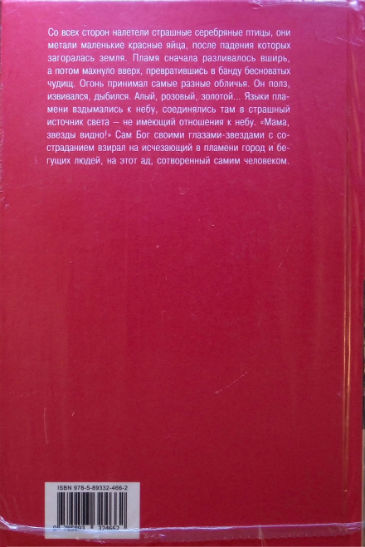 Со всех сторон налетели страшные серебряные птицы, они
метали маленькие красные яйца, после падения которых
загоралась земля. Пламя сначала разливалось вширь,
а потом махнуло вверх, превратившись в банду бесноватых
чудищ. Огонь принимал самые разные обличья. Он полз,
извивался, дыбился. Алый, розовый, золотой... Языки пла-
мени вздымались к небу, соединялись там в страшный
источник света – не имеющий отношения к небу. «Мама,
звезды видно!» Сам Бог своими глазами-звездами с со-
страданием взирал на исчезающий в пламени город и бе-
гущих людей, на этот ад, сотворенный самим человеком.
ISBN 978-5-89332-466-2